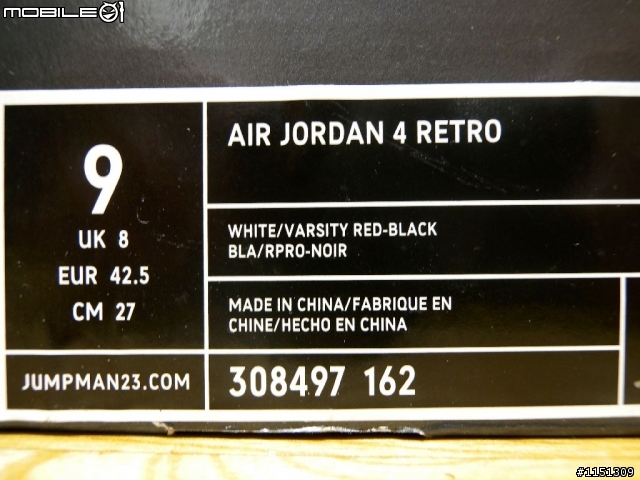 MOBILE01
9
UK 8
EUR 42.5
CM 27
JUMPMAN23.COM
AIR JORDAN 4 RETRO
WHITE/VARSITY RED-BLACK
BLA/RPRO-NOIR
MADE IN CHINA/FABRIQUE EN
CHINE/HECHO EN CHINA
308497 162
#1151309